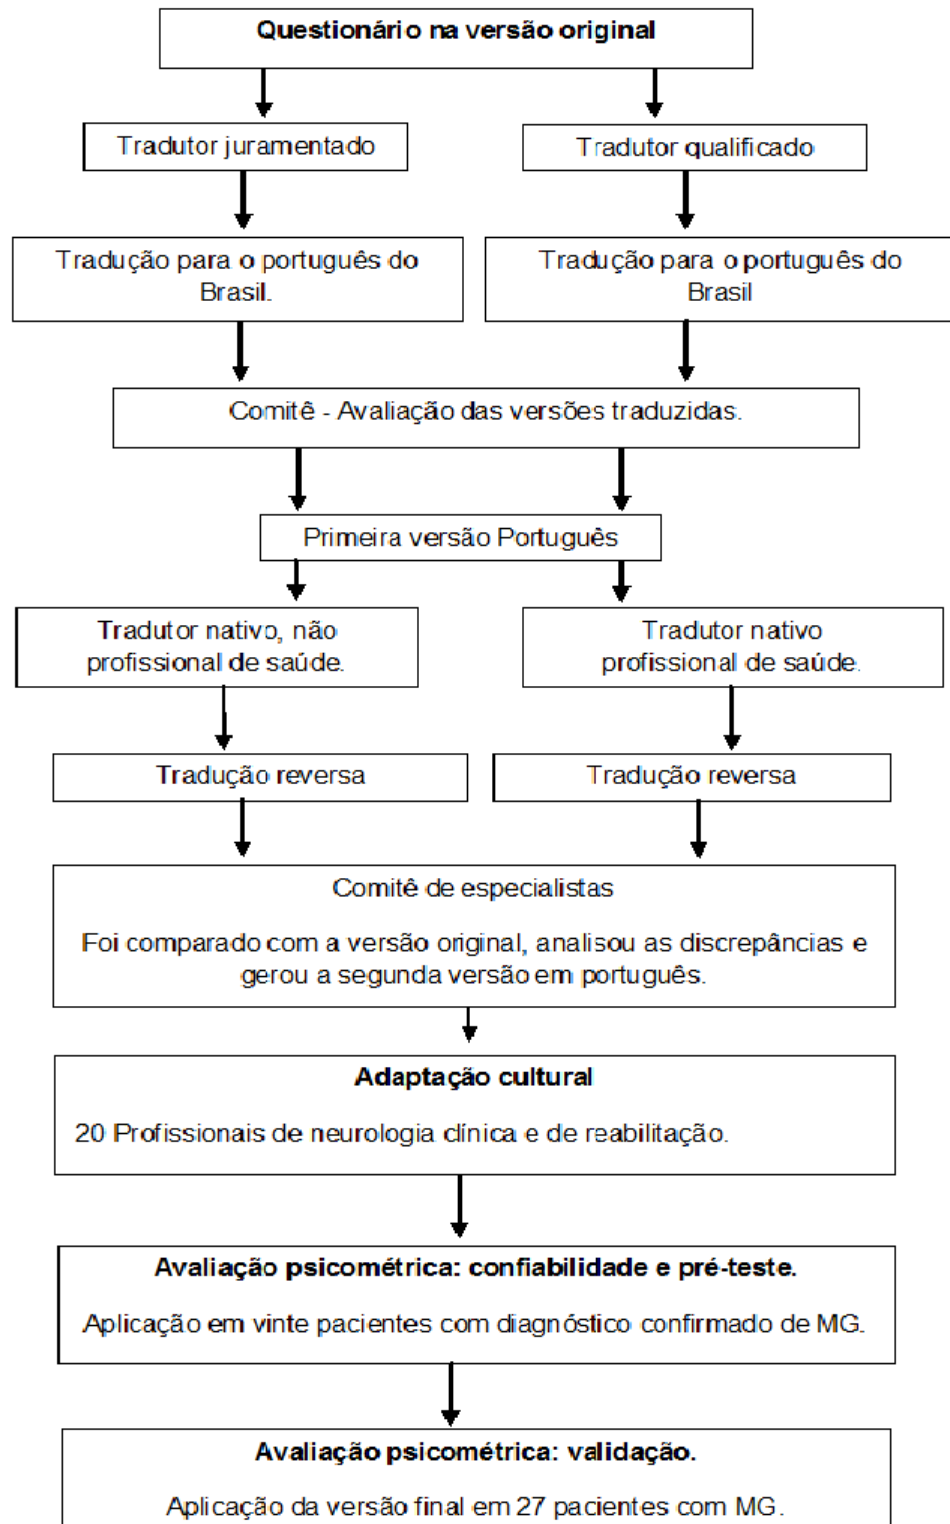 Questionário na versão original
Tradutor juramentado
Tradutor qualificado
Tradução para o português do
Brasil.
Tradução para o português do
Brasil
Comitê - Avaliação das versões traduzidas.
Primeira versão Português
Tradutor nativo, não
profissional de saúde.
Tradutor nativo
profissional de saúde.
Tradução reversa
Tradução reversa
Comitê de especialistas
Foi comparado com a versão original, analisou as discrepâncias e
gerou a segunda versão em português.
Adaptação cultural
20 Profissionais de neurologia clínica e de reabilitação.
Avaliação psicométrica: confiabilidade e pré-teste.
Aplicação em vinte pacientes com diagnóstico confirmado de MG.
Avaliação psicométrica: validação.
Aplicação da versão final em 27 pacientes com MG.